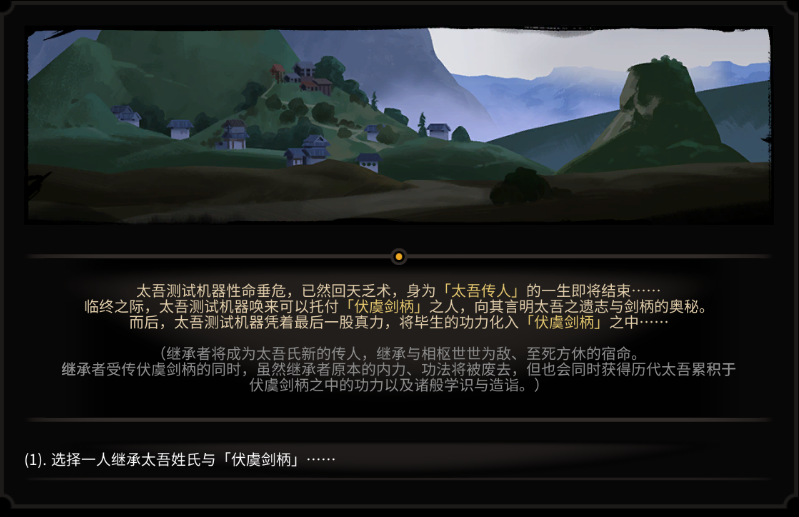 太吾测试机器性命垂危，已然回天乏术，身为「太吾传人」的一生即将结束……
临终之际，太吾测试机器唤来可以托付「伏虞剑柄」之人，向其言明太吾之遗志与剑柄的奥秘。
而后，太吾测试机器凭着最后一股真力，将毕生的功力化入「伏虞剑柄」之中……
（继承者将成为太吾氏新的传人，继承与相枢世世为敌、至死方休的宿命。
继承者受传伏虞剑柄的同时，虽然继承者原本的内力、功法将被废去，但也会同时获得历代太吾累积于
伏虞剑柄之中的功力以及诸般学识与造诣。）
(1). 选择一人继承太吾姓氏与「伏虞剑柄」……